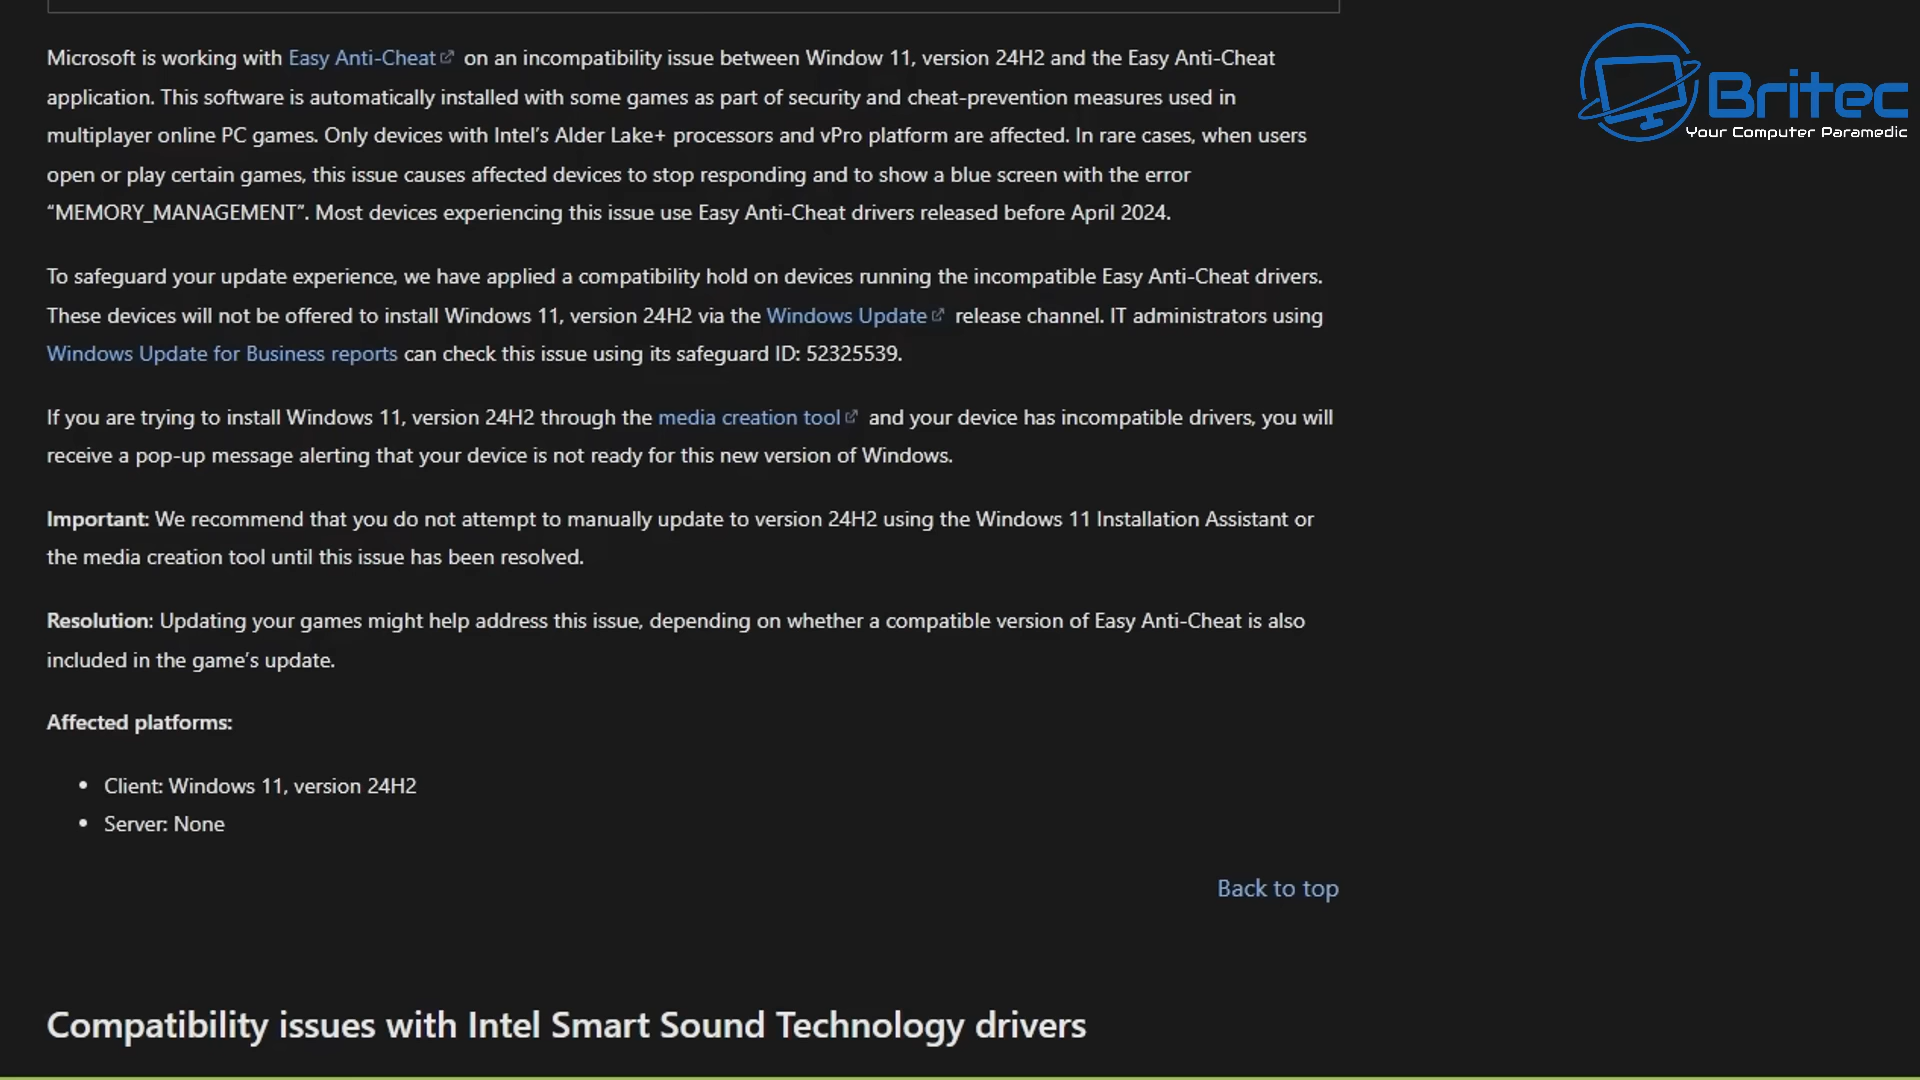 Britec
Your Computer Paramedic
Microsoft is working with Easy Anti-Cheat on an incompatibility issue between Window 11, version 24H2 and the Easy Anti-Cheat
application. This software is automatically installed with some games as part of security and cheat-prevention measures used in
multiplayer online PC games. Only devices with Intel’s Alder Lake+ processors and vPro platform are affected. In rare cases, when users
open or play certain games, this issue causes affected devices to stop responding and to show a blue screen with the error
“MEMORY_MANAGEMENT”. Most devices experiencing this issue use Easy Anti-Cheat drivers released before April 2024.
To safeguard your update experience, we have applied a compatibility hold on devices running the incompatible Easy Anti-Cheat drivers.
These devices will not be offered to install Windows 11, version 24H2 via the Windows Update release channel. IT administrators using
Windows Update for Business reports can check this issue using its safeguard ID: 52325539.
If you are trying to install Windows 11, version 24H2 through the media creation tool and your device has incompatible drivers, you will
receive a pop-up message alerting that your device is not ready for this new version of Windows.
Important: We recommend that you do not attempt to manually update to version 24H2 using the Windows 11 Installation Assistant or
the media creation tool until this issue has been resolved.
Resolution: Updating your games might help address this issue, depending on whether a compatible version of Easy Anti-Cheat is also
included in the game’s update.
Affected platforms:
• Client: Windows 11, version 24H2
• Server: None
Back to top
Compatibility issues with Intel Smart Sound Technology drivers